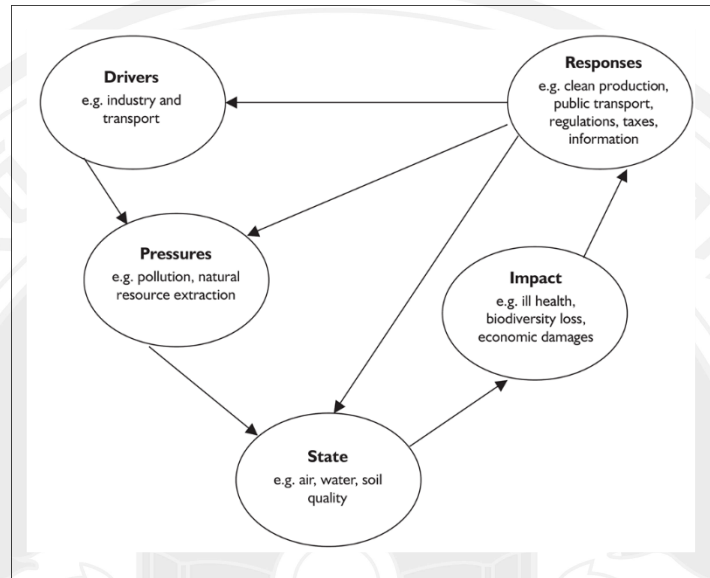 Drivers
e.g. industry and
transport
Responses
e.g. clean production,
public transport,
regulations, taxes,
information
Pressures
e.g. pollution, natural
resource extraction
Impact
e.g. ill health,
biodiversity loss,
economic damages
State
e.g. air, water, soil
quality